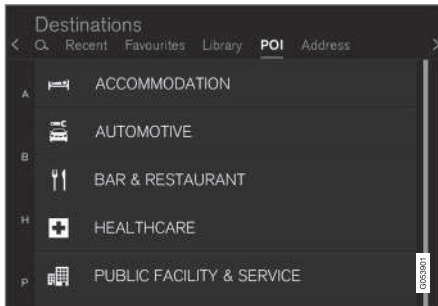 Destinations
Recent Favourites Library POI Address
A
ACCOMMODATION
AUTOMOTIVE
B
BAR & RESTAURANT
H
HEALTHCARE
P
PUBLIC FACILITY & SERVICE
G053901